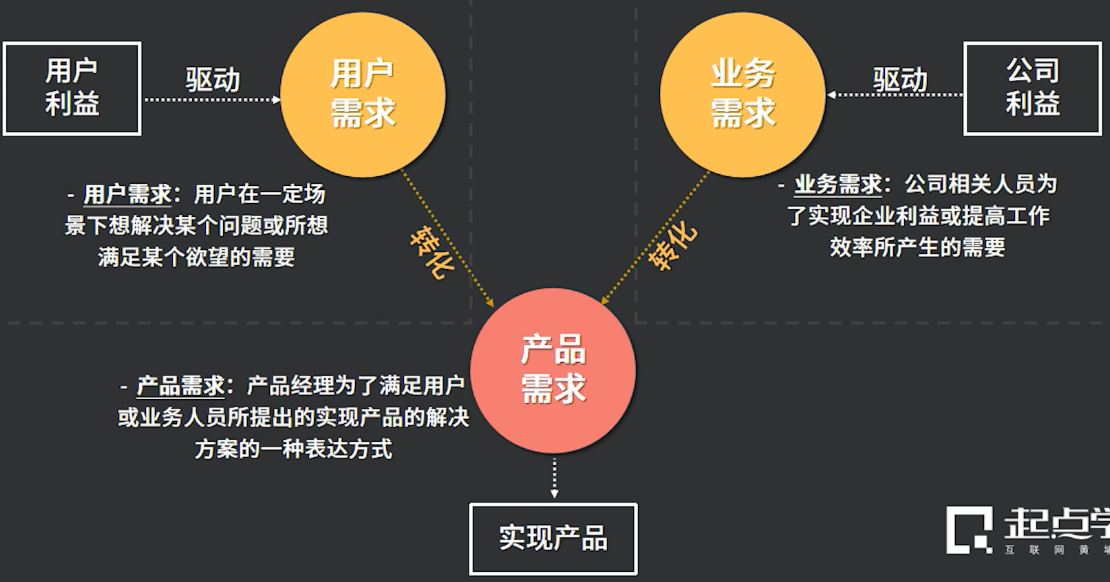 用户
利益
驱动
用户
需求
业务
需求
驱动
公司
利益
- 用户需求：用户在一定场
景下想解决某个问题或所想
满足某个欲望的需要
- 业务需求：公司相关人员为
了实现企业利益或提高工作
效率所产生的需要
转化
转化
产品
需求
- 产品需求：产品经理为了满足用户
或业务人员所提出的实现产品的解决
方案的一种表达方式
实现产品
起点学
互联网黄埔